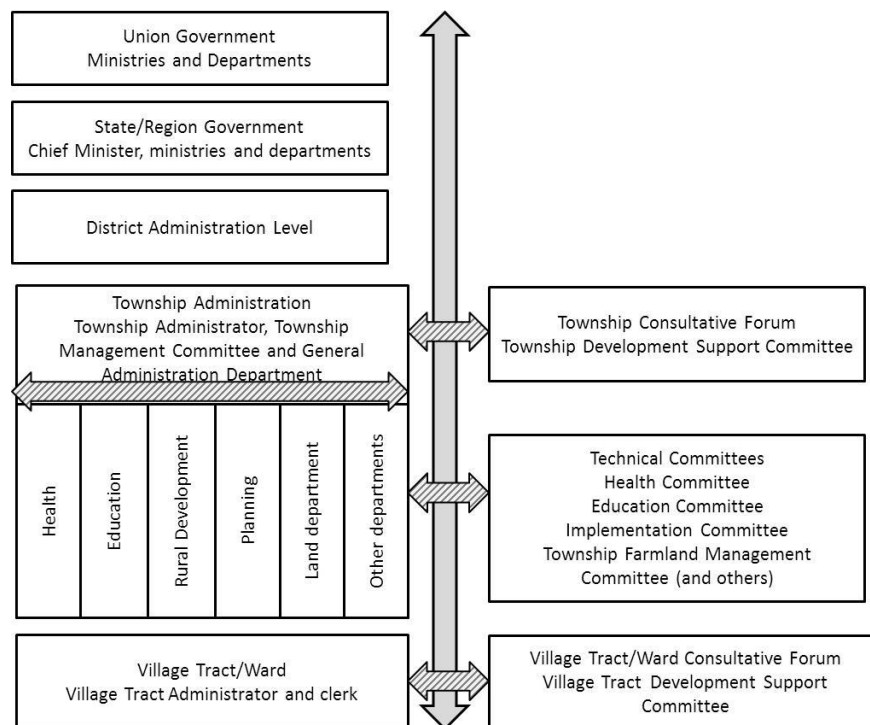 Union Government
Ministries and Departments
State/Region Government
Chief Minister, ministries and departments
District Administration Level
Township Administration
Township Administrator, Township
Management Committee and General
Administration Department
Health
Education
Rural Development
Planning
Land department
Other departments
Village Tract/Ward
Village Tract Administrator and clerk
Township Consultative Forum
Township Development Support Committee
Technical Committees
Health Committee
Education Committee
Implementation Committee
Township Farmland Management
Committee (and others)
Village Tract/Ward Consultative Forum
Village Tract Development Support
Committee